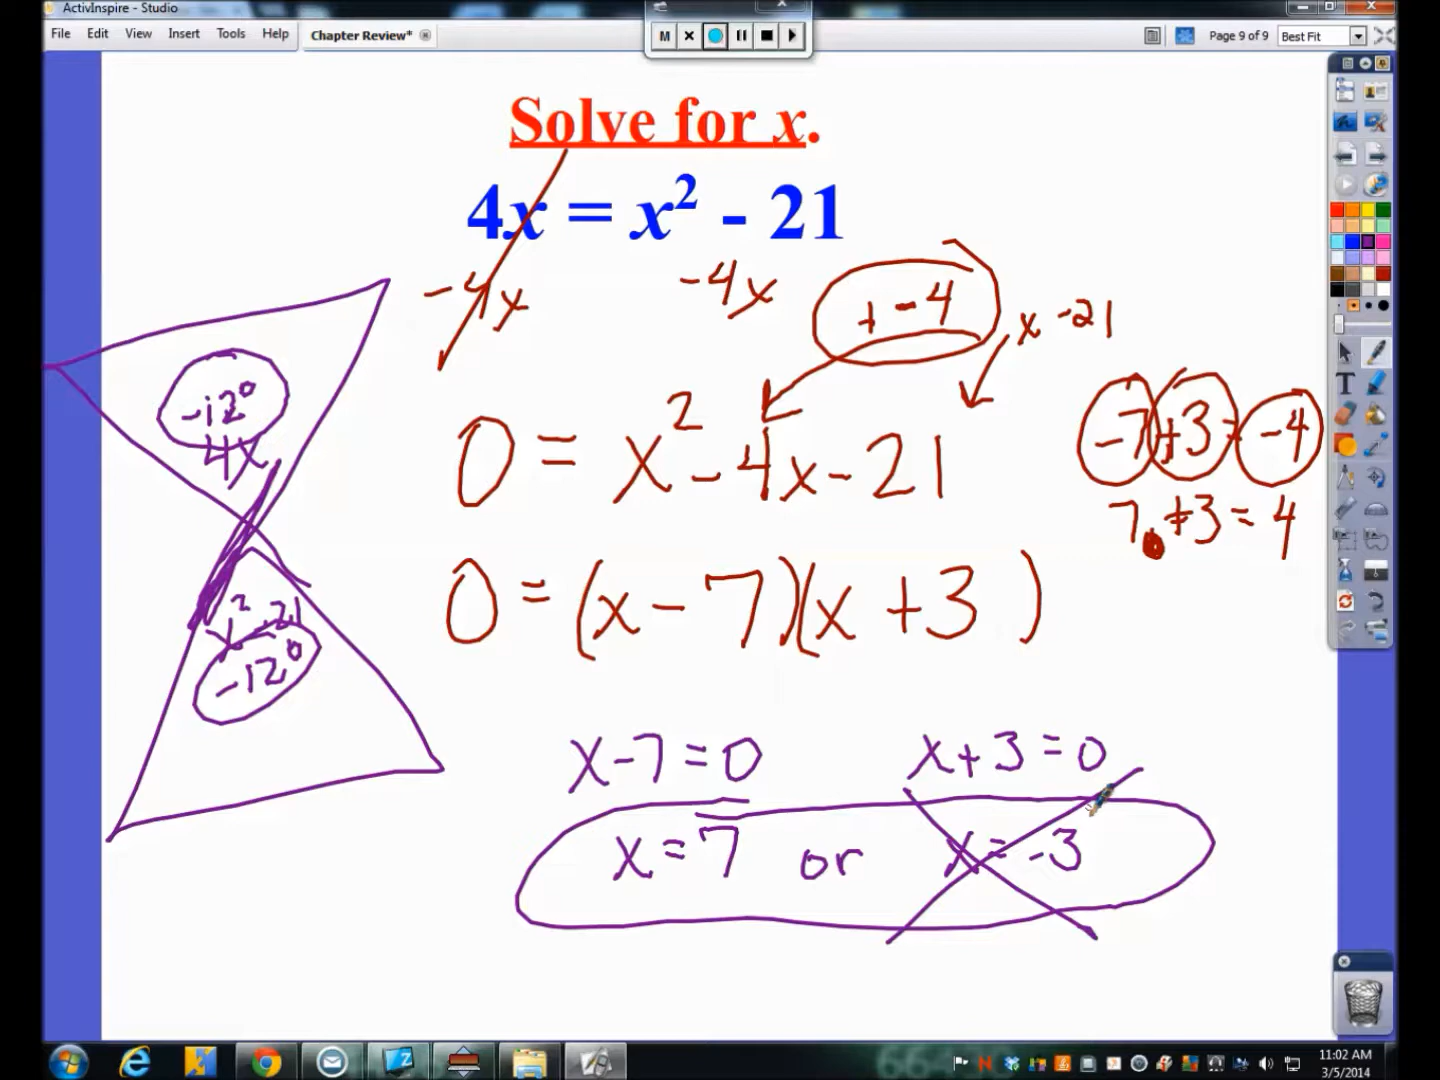 ActivInspire - Studio
File Edit View Insert Tools Help Chapter Review*
M
Page 9 of 9 Best Fit
Solve for x.
4x = x² - 21
-4x -4x + -4 x -21
-12° 4x
0 = x² - 4x - 21
-7 + 3 = -4
7 + 3 = 4
0 = (x - 7)(x + 3)
x² - 21
-12°
x - 7 = 0 x + 3 = 0
x = 7 or x = -3
11:02 AM
3/5/2014